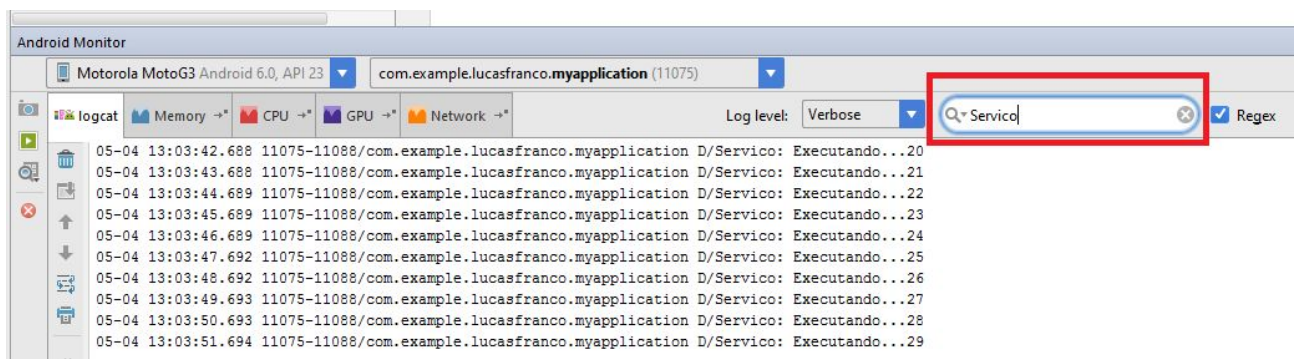 Android Monitor
Motorola MotoG3 Android 6.0, API 23 com.example.lucasfranco.myapplication (11075)
logcat Memory CPU GPU Network Log level: Verbose Servico Regex
05-04 13:03:42.688 11075-11088/com.example.lucasfranco.myapplication D/Servico: Executando...20
05-04 13:03:43.688 11075-11088/com.example.lucasfranco.myapplication D/Servico: Executando...21
05-04 13:03:44.689 11075-11088/com.example.lucasfranco.myapplication D/Servico: Executando...22
05-04 13:03:45.689 11075-11088/com.example.lucasfranco.myapplication D/Servico: Executando...23
05-04 13:03:46.689 11075-11088/com.example.lucasfranco.myapplication D/Servico: Executando...24
05-04 13:03:47.692 11075-11088/com.example.lucasfranco.myapplication D/Servico: Executando...25
05-04 13:03:48.692 11075-11088/com.example.lucasfranco.myapplication D/Servico: Executando...26
05-04 13:03:49.693 11075-11088/com.example.lucasfranco.myapplication D/Servico: Executando...27
05-04 13:03:50.693 11075-11088/com.example.lucasfranco.myapplication D/Servico: Executando...28
05-04 13:03:51.694 11075-11088/com.example.lucasfranco.myapplication D/Servico: Executando...29